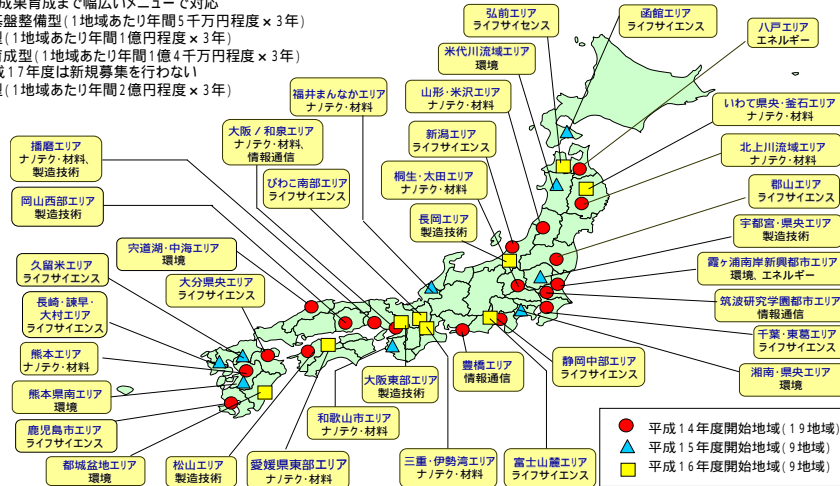 成果育成まで幅広いメニューで対応
基盤整備型(1地域あたり年間5千万円程度×3年)
型(1地域あたり年間1億円程度×3年)
育成型(1地域あたり年間1億4千万円程度×3年)
成17年度は新規募集を行わない
型(1地域あたり年間2億円程度×3年)
弘前エリア
ライフサイセンス
函館エリア
ライフサイエンス
八戸エリア
エネルギー
米代川流域エリア
環境
福井まんなかエリア
ナノテク・材料
山形・米沢エリア
ナノテク・材料
いわて県央・釜石エリア
ナノテク・材料
大阪/和泉エリア
ナノテク・材料、
情報通信
新潟エリア
ライフサイエンス
播磨エリア
ナノテク・材料、
製造技術
北上川流域エリア
ナノテク・材料
びわこ南部エリア
ライフサイエンス
桐生・太田エリア
ナノテク・材料
郡山エリア
ライフサイエンス
岡山西部エリア
製造技術
長岡エリア
製造技術
宇都宮・県央エリア
製造技術
宍道湖・中海エリア
環境
霞ヶ浦南岸新興都市エリア
環境、エネルギー
久留米エリア
ライフサイエンス
大分県央エリア
ライフサイエンス
長崎・諫早・
大村エリア
ライフサイエンス
筑波研究学園都市エリア
情報通信
千葉・東葛エリア
ライフサイエンス
熊本エリア
ナノテク・材料
大阪東部エリア
製造技術
豊橋エリア
情報通信
静岡中部エリア
ライフサイエンス
湘南・県央エリア
環境
熊本県南エリア
環境
和歌山市エリア
ナノテク・材料
鹿児島市エリア
ライフサイエンス
都城盆地エリア
環境
松山エリア
製造技術
愛媛県東部エリア
ナノテク・材料
三重・伊勢湾エリア
ナノテク・材料
富士山麓エリア
ライフサイエンス
平成14年度開始地域(19地域)
平成15年度開始地域(9地域)
平成16年度開始地域(9地域)